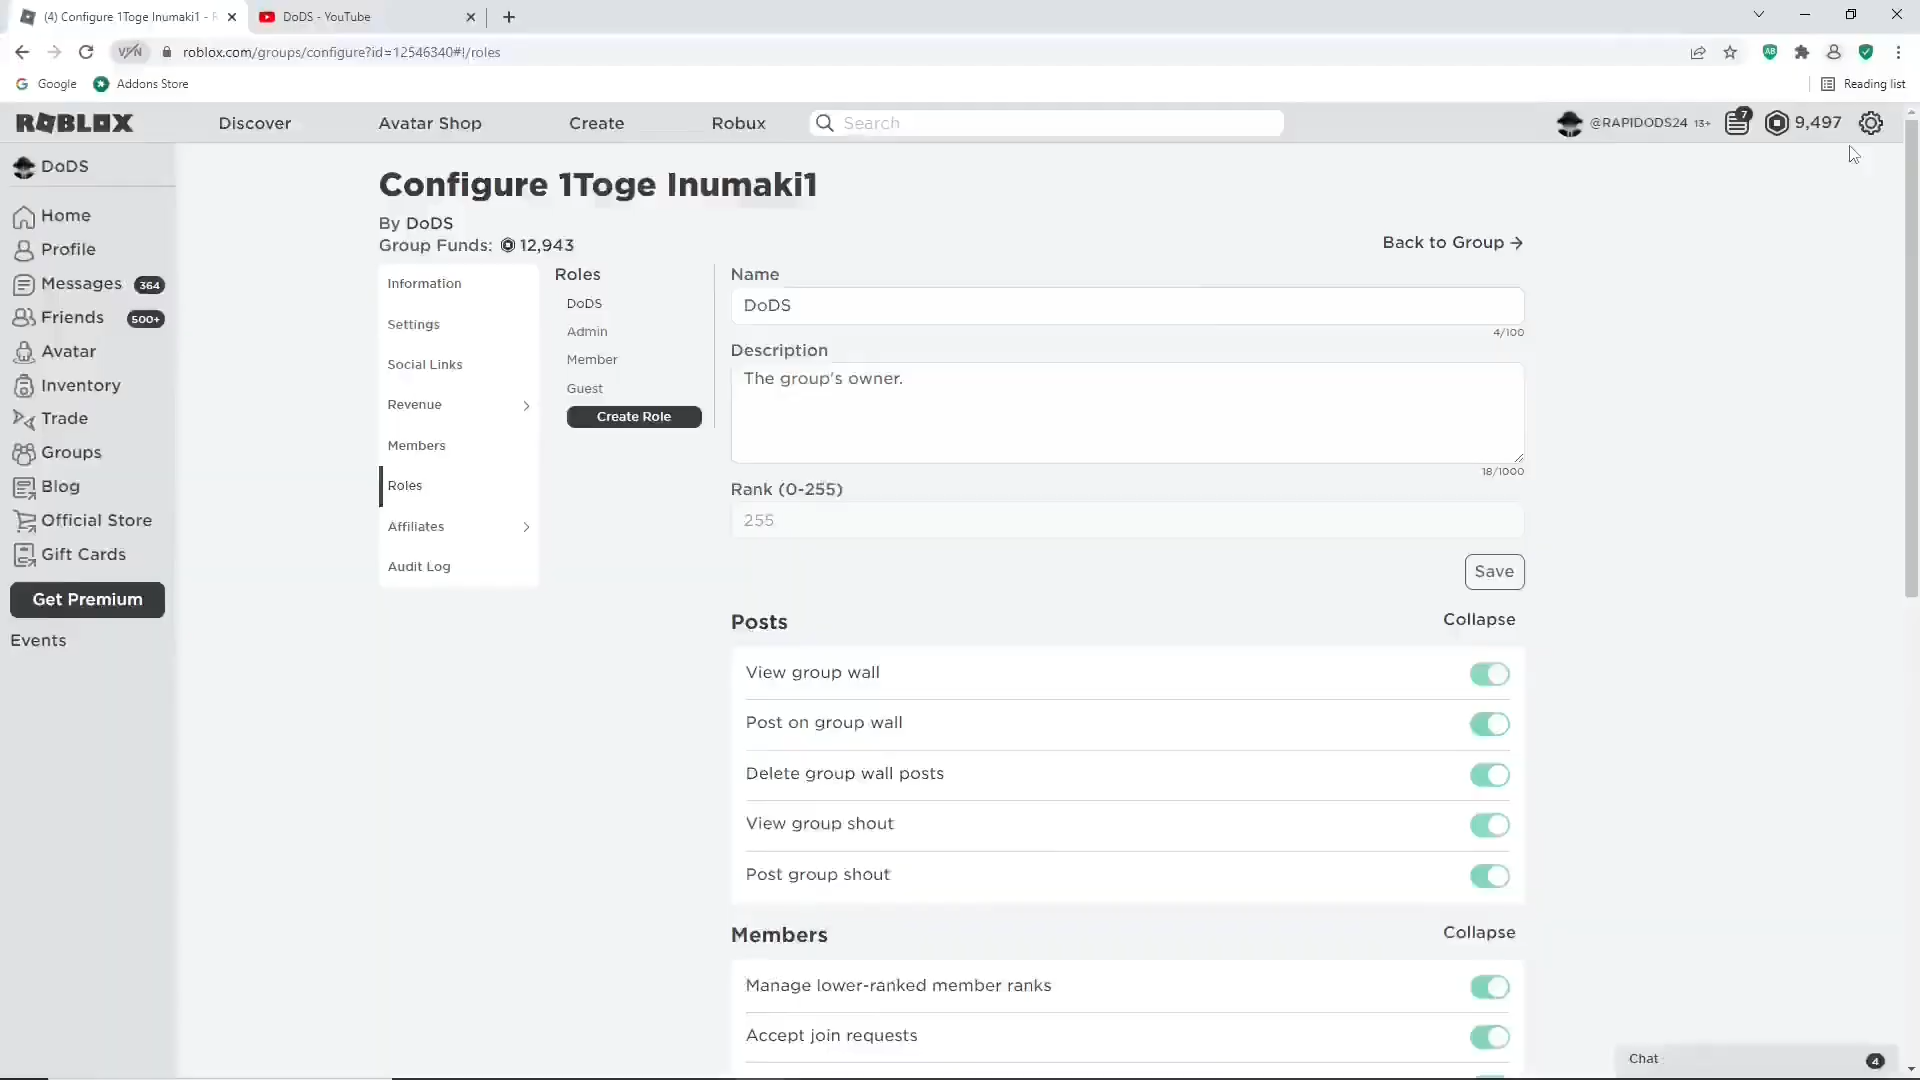 (4) Configure 1Toge Inumaki1 -
DoDS - YouTube
VPN
roblox.com/groups/configure?id=12546340#!/roles
Google
Addons Store
Reading list
ROBLOX
Discover
Avatar Shop
Create
Robux
Search
@RAPIDODS24 13+
7
9,497
DoDS
Home
Profile
Messages 364
Friends 500+
Avatar
Inventory
Trade
Groups
Blog
Official Store
Gift Cards
Get Premium
Events
Configure 1Toge Inumaki1
By DoDS
Group Funds: 12,943
Back to Group →
Information
Settings
Social Links
Revenue
Members
Roles
Affiliates
Audit Log
Roles
DoDS
Admin
Member
Guest
Create Role
Name
DoDS
4/100
Description
The group's owner.
18/1000
Rank (0-255)
255
Save
Posts
Collapse
View group wall
Post on group wall
Delete group wall posts
View group shout
Post group shout
Members
Collapse
Manage lower-ranked member ranks
Accept join requests
Chat
4